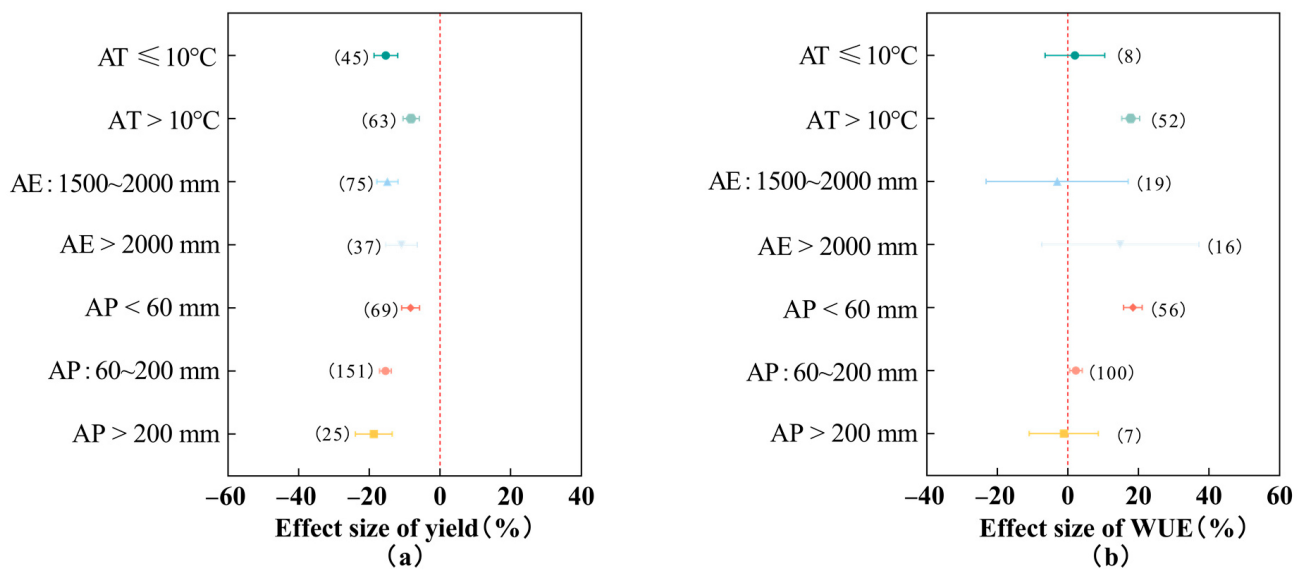 AT ≤ 10°C
(45)
AT > 10°C
(63)
AE: 1500~2000 mm
(75)
AE > 2000 mm
(37)
AP < 60 mm
(69)
AP: 60~200 mm
(151)
AP > 200 mm
(25)
−60 −40 −20 0 20 40
Effect size of yield(%)
(a)
AT ≤ 10°C
(8)
AT > 10°C
(52)
AE: 1500~2000 mm
(19)
AE > 2000 mm
(16)
AP < 60 mm
(56)
AP: 60~200 mm
(100)
AP > 200 mm
(7)
−40 −20 0 20 40 60
Effect size of WUE(%)
(b)